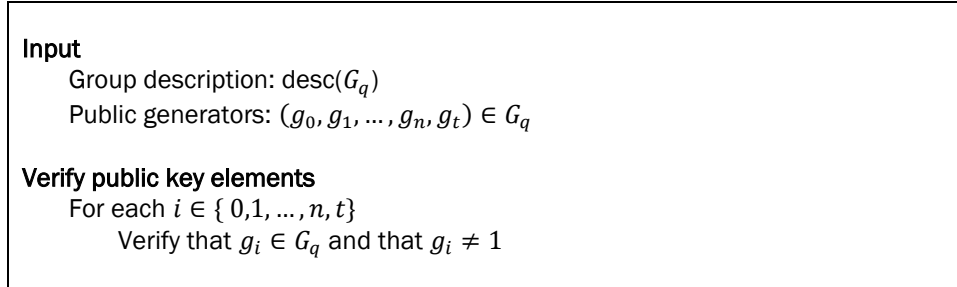 Input
Group description: desc(G_q)
Public generators: (g_0, g_1, … , g_n, g_t) ∈ G_q
Verify public key elements
For each i ∈ { 0,1, … , n, t}
Verify that g_i ∈ G_q and that g_i ≠ 1